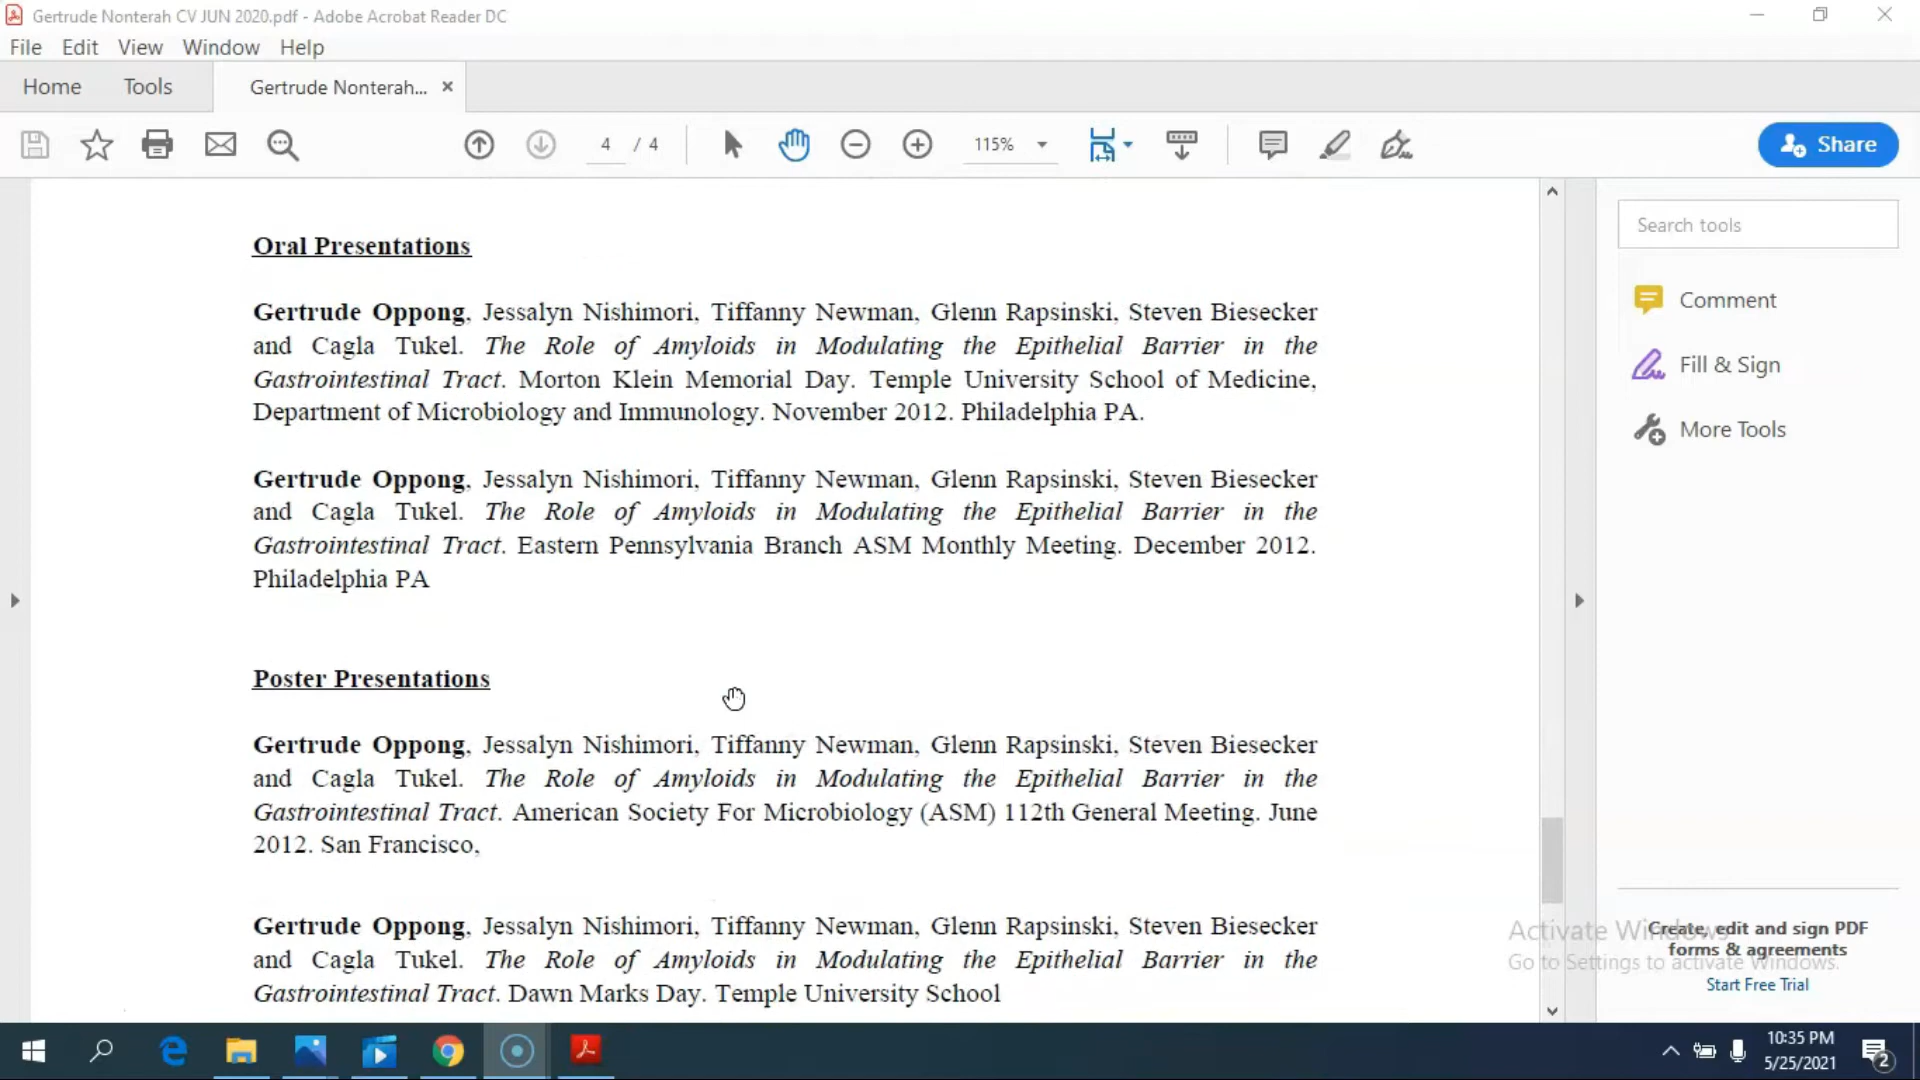 Gertrude Nonterah CV JUN 2020.pdf - Adobe Acrobat Reader DC
File Edit View Window Help
Home Tools Gertrude Nonterah... ×
4 / 4 115% Share
Search tools
Comment
Fill & Sign
More Tools
Oral Presentations
Gertrude Oppong, Jessalyn Nishimori, Tiffanny Newman, Glenn Rapsinski, Steven Biesecker
and Cagla Tukel. The Role of Amyloids in Modulating the Epithelial Barrier in the
Gastrointestinal Tract. Morton Klein Memorial Day. Temple University School of Medicine,
Department of Microbiology and Immunology. November 2012. Philadelphia PA.
Gertrude Oppong, Jessalyn Nishimori, Tiffanny Newman, Glenn Rapsinski, Steven Biesecker
and Cagla Tukel. The Role of Amyloids in Modulating the Epithelial Barrier in the
Gastrointestinal Tract. Eastern Pennsylvania Branch ASM Monthly Meeting. December 2012.
Philadelphia PA
Poster Presentations
Gertrude Oppong, Jessalyn Nishimori, Tiffanny Newman, Glenn Rapsinski, Steven Biesecker
and Cagla Tukel. The Role of Amyloids in Modulating the Epithelial Barrier in the
Gastrointestinal Tract. American Society For Microbiology (ASM) 112th General Meeting. June
2012. San Francisco,
Gertrude Oppong, Jessalyn Nishimori, Tiffanny Newman, Glenn Rapsinski, Steven Biesecker
and Cagla Tukel. The Role of Amyloids in Modulating the Epithelial Barrier in the
Gastrointestinal Tract. Dawn Marks Day. Temple University School
Create, edit and sign PDF
forms & agreements
Start Free Trial
Activate Windows
Go to Settings to activate Windows.
10:35 PM
5/25/2021
2